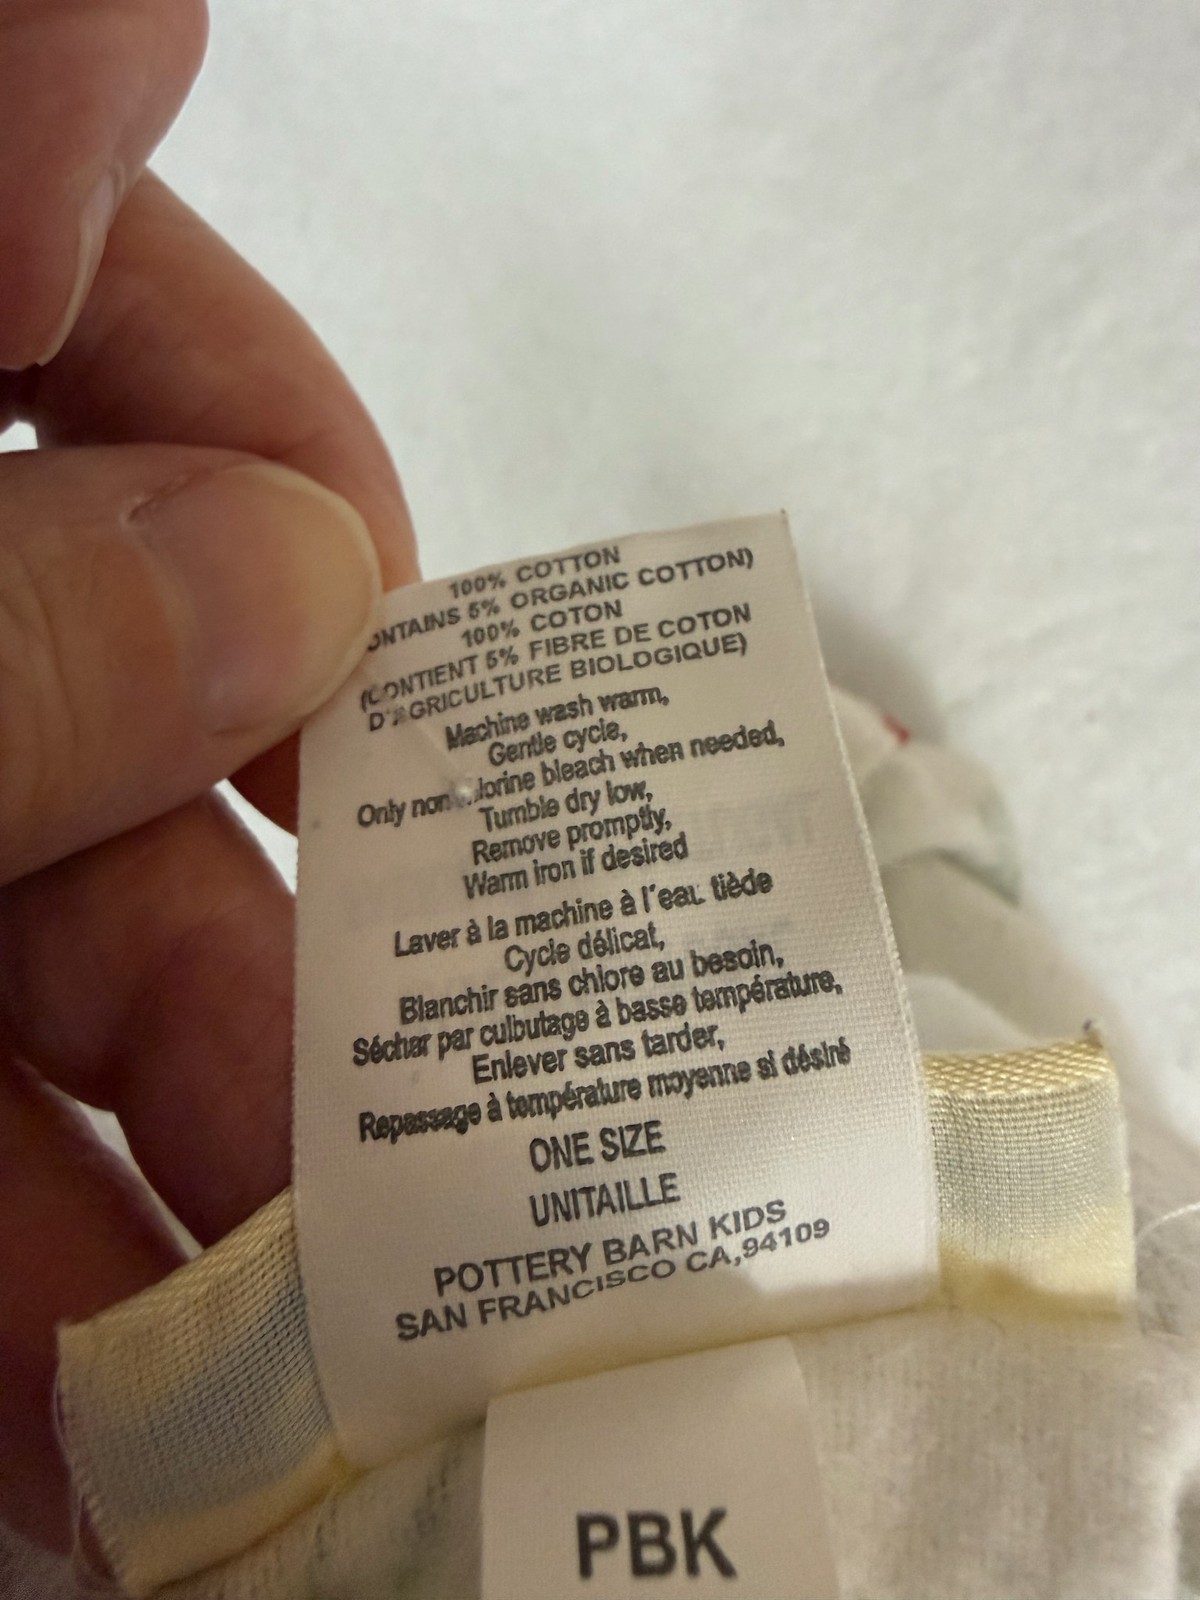 100% COTTON
ONTAINS 5% ORGANIC COTTON)
100% COTON
(CONTIENT 5% FIBRE DE COTON
D'AGRICULTURE BIOLOGIQUE)
Machine wash warm,
Gentle cycle,
Only non chlorine bleach when needed,
Tumble dry low,
Remove promptly,
Warm iron if desired
Laver à la machine à l'eau tiède
Cycle délicat,
Blanchir sans chlore au besoin,
Sécher par culbutage à basse température,
Enlever sans tarder,
Repassage à température moyenne si désiré
ONE SIZE
UNITAILLE
POTTERY BARN KIDS
SAN FRANCISCO CA,94109
PBK